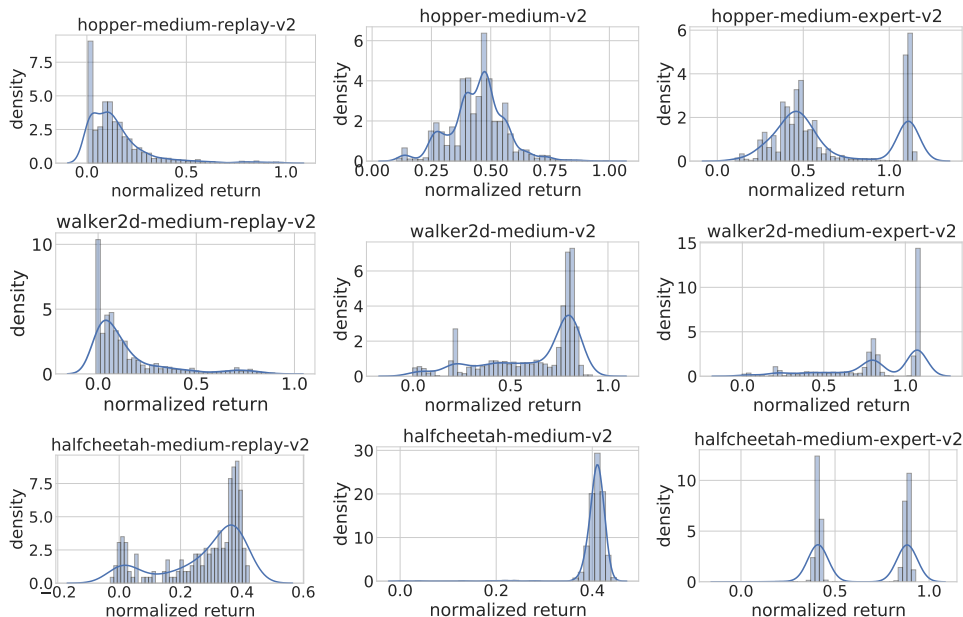 hopper-medium-replay-v2
density
7.5
5.0
2.5
0.0
0.0 0.5 1.0
normalized return
hopper-medium-v2
density
6
4
2
0
0.00 0.25 0.50 0.75 1.00
normalized return
hopper-medium-expert-v2
density
6
4
2
0
0.0 0.5 1.0
normalized return
walker2d-medium-replay-v2
density
10
5
0
0.0 0.5 1.0
normalized return
walker2d-medium-v2
density
6
4
2
0
0.0 0.5 1.0
normalized return
walker2d-medium-expert-v2
density
15
10
5
0
0.0 0.5 1.0
normalized return
halfcheetah-medium-replay-v2
density
7.5
5.0
2.5
0.0
−0.2 0.0 0.2 0.4 0.6
normalized return
halfcheetah-medium-v2
density
30
20
10
0
0.0 0.2 0.4
normalized return
halfcheetah-medium-expert-v2
density
10
5
0
0.0 0.5 1.0
normalized return